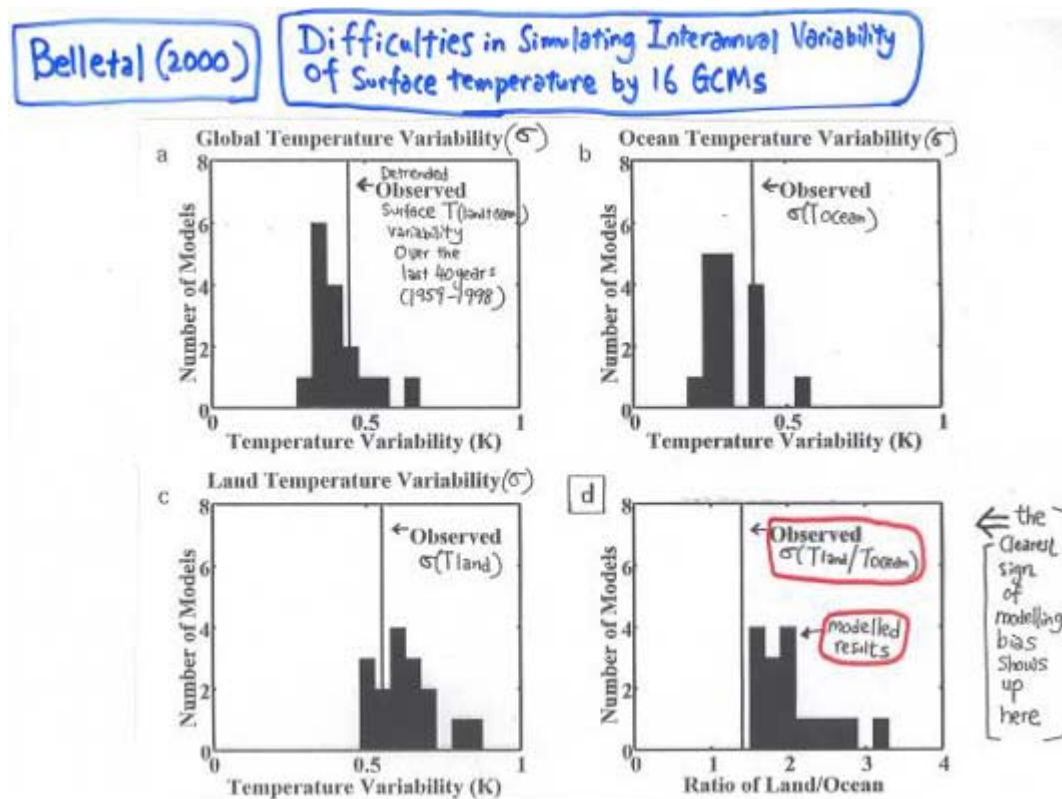 Belletal (2000)
Difficulties in Simulating Interannual Variability
of Surface temperature by 16 GCMs
a
Global Temperature Variability (σ)
8
6
4
2
0
Number of Models
Detrended
← Observed
Surface T(land+ocean)
Variability
Over the
last 40 years
(1959-1998)
0
0.5
1
Temperature Variability (K)
b
Ocean Temperature Variability (σ)
8
6
4
2
0
Number of Models
← Observed
σ(Tocean)
0
0.5
1
Temperature Variability (K)
c
Land Temperature Variability (σ)
8
6
4
2
0
Number of Models
← Observed
σ(Tland)
0
0.5
1
Temperature Variability (K)
d
8
6
4
2
0
Number of Models
← Observed
σ(Tland/Tocean)
← modelled
results
0
1
2
3
4
Ratio of Land/Ocean
⇐ the
Clearest
sign
of
modelling
bias
Shows
up
here